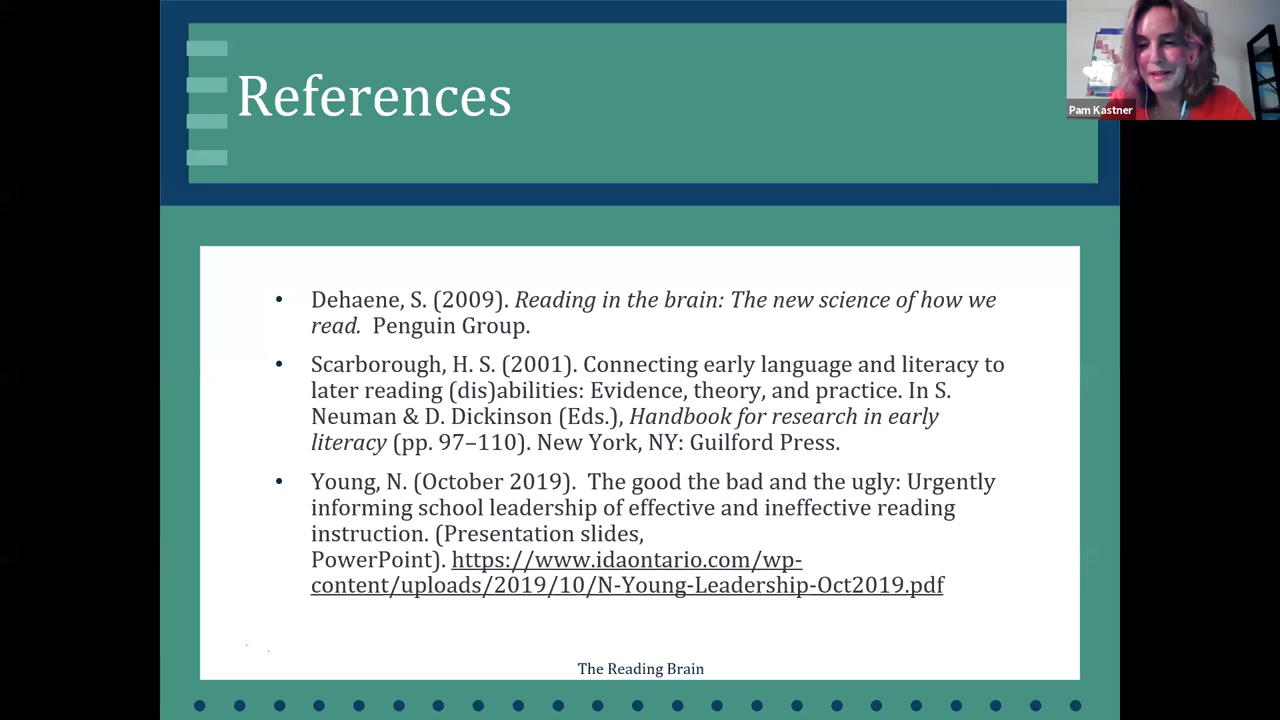 References
Pam Kastner
• Dehaene, S. (2009). Reading in the brain: The new science of how we
read.  Penguin Group.
• Scarborough, H. S. (2001). Connecting early language and literacy to
later reading (dis)abilities: Evidence, theory, and practice. In S.
Neuman & D. Dickinson (Eds.), Handbook for research in early
literacy (pp. 97–110). New York, NY: Guilford Press.
• Young, N. (October 2019).  The good the bad and the ugly: Urgently
informing school leadership of effective and ineffective reading
instruction. (Presentation slides,
PowerPoint). https://www.idaontario.com/wp-
content/uploads/2019/10/N-Young-Leadership-Oct2019.pdf
The Reading Brain